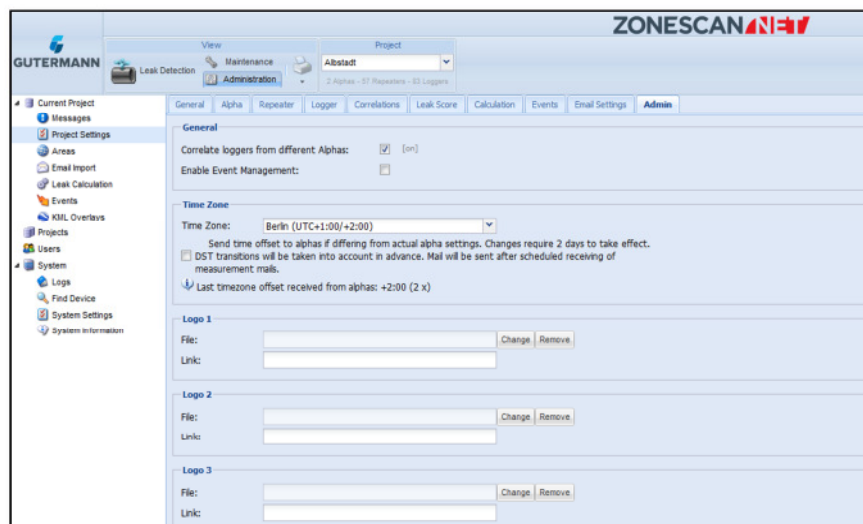 ZONESCAN.NET
GUTERMANN
View
Project
Leak Detection
Maintenance
Administration
Albstadt
2 Alphas - 57 Repeaters - 83 Loggers
Current Project
Messages
Project Settings
Areas
Email Import
Leak Calculation
Events
KML Overlays
Projects
Users
System
Logs
Find Device
System Settings
System Information
General
Alpha
Repeater
Logger
Correlations
Leak Score
Calculation
Events
Email Settings
Admin
General
Correlate loggers from different Alphas: [on]
Enable Event Management:
Time Zone
Time Zone: Berlin (UTC+1:00/+2:00)
Send time offset to alphas if differing from actual alpha settings. Changes require 2 days to take effect.
DST transitions will be taken into account in advance. Mail will be sent after scheduled receiving of
measurement mails.
Last timezone offset received from alphas: +2:00 (2 x)
Logo 1
File: Change Remove
Link:
Logo 2
File: Change Remove
Link:
Logo 3
File: Change Remove
Link: